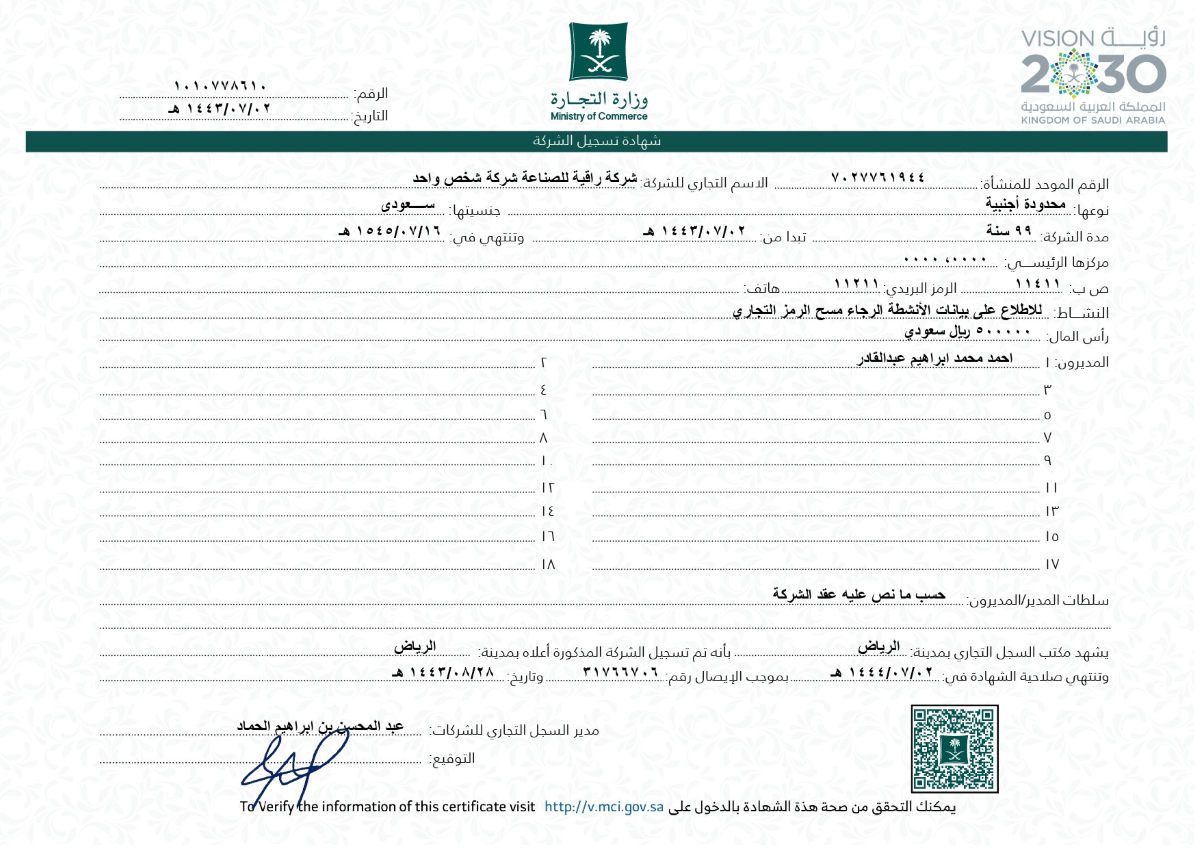 رؤيــة VISION
2030
المملكة العربية السعودية
KINGDOM OF SAUDI ARABIA
وزارة التجـارة
Ministry of Commerce
الرقم: ١٠١٠٧٧٨٦١٠
التاريخ: ١٤٤٣/٠٧/٠٢ هـ
شهادة تسجيل الشركة
الرقم الموحد للمنشأة: ٧٠٢٧٧٦١٩٤٤ الاسم التجاري للشركة: شركة راقية للصناعة شركة شخص واحد
نوعها: محدودة أجنبية جنسيتها: ســـعودى
مدة الشركة: ٩٩ سنة تبدا من: ١٤٤٣/٠٧/٠٢ هـ وتنتهي في: ١٥٤٥/٠٧/١٦ هـ
مركزها الرئيســـي: ٠٠٠٠، ٠٠٠٠
ص ب: ١١٤١١ الرمز البريدي: ١١٢١١ هاتف:
النشـــاط: للاطلاع على بيانات الأنشطة الرجاء مسح الرمز التجاري
رأس المال: ٥٠٠٠٠٠ ريال سعودي
المديرون: ١ احمد محمد ابراهيم عبدالقادر ٢
٣ ٤
٥ ٦
٧ ٨
٩ ١٠
١١ ١٢
١٣ ١٤
١٥ ١٦
١٧ ١٨
سلطات المدير/المديرون: حسب ما نص عليه عقد الشركة
يشهد مكتب السجل التجاري بمدينة: الرياض بأنه تم تسجيل الشركة المذكورة أعلاه بمدينة: الرياض
وتنتهي صلاحية الشهادة في: ١٤٤٤/٠٧/٠٢ هـ بموجب الإيصال رقم: ٣١٧٦٦٧٠٦ وتاريخ: ١٤٤٣/٠٨/٢٨ هـ
مدير السجل التجاري للشركات: عبد المحسن بن ابراهيم الحماد
التوقيع:
يمكنك التحقق من صحة هذة الشهادة بالدخول على http://v.mci.gov.sa To Verify the information of this certificate visit